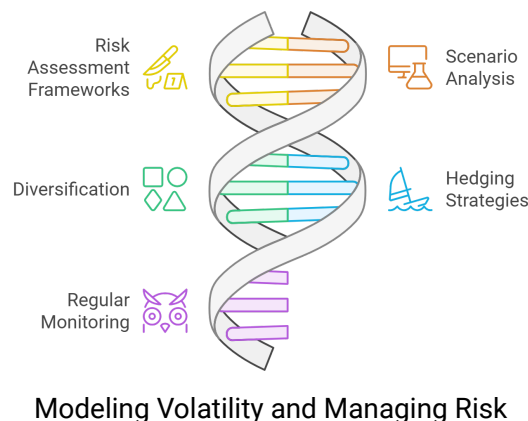 Risk
Assessment
Frameworks
Scenario
Analysis
Diversification
Hedging
Strategies
Regular
Monitoring
Modeling Volatility and Managing Risk